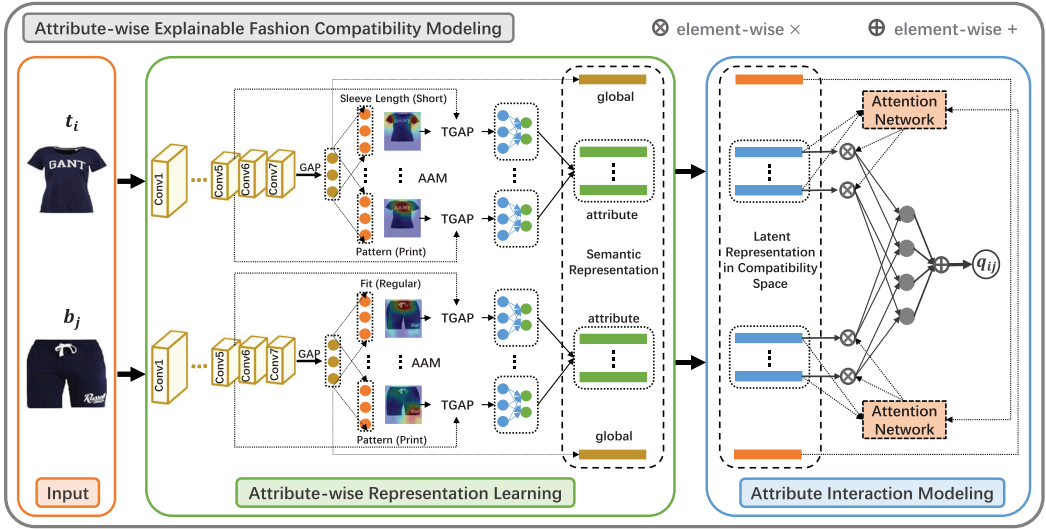 Attribute-wise Explainable Fashion Compatibility Modeling
⊗ element-wise ×
⊕ element-wise +
t_i
GANT
b_j
Russell
Input
Conv1
Conv5
Conv6
Conv7
GAP
Sleeve Length (Short)
GANT
TGAP
AAM
GANT
TGAP
Pattern (Print)
Conv1
Conv5
Conv6
Conv7
GAP
Fit (Regular)
TGAP
AAM
TGAP
Pattern (Print)
global
attribute
Semantic
Representation
attribute
global
Attribute-wise Representation Learning
Attention
Network
Latent
Representation
in Compatibility
Space
q_ij
Attention
Network
Attribute Interaction Modeling